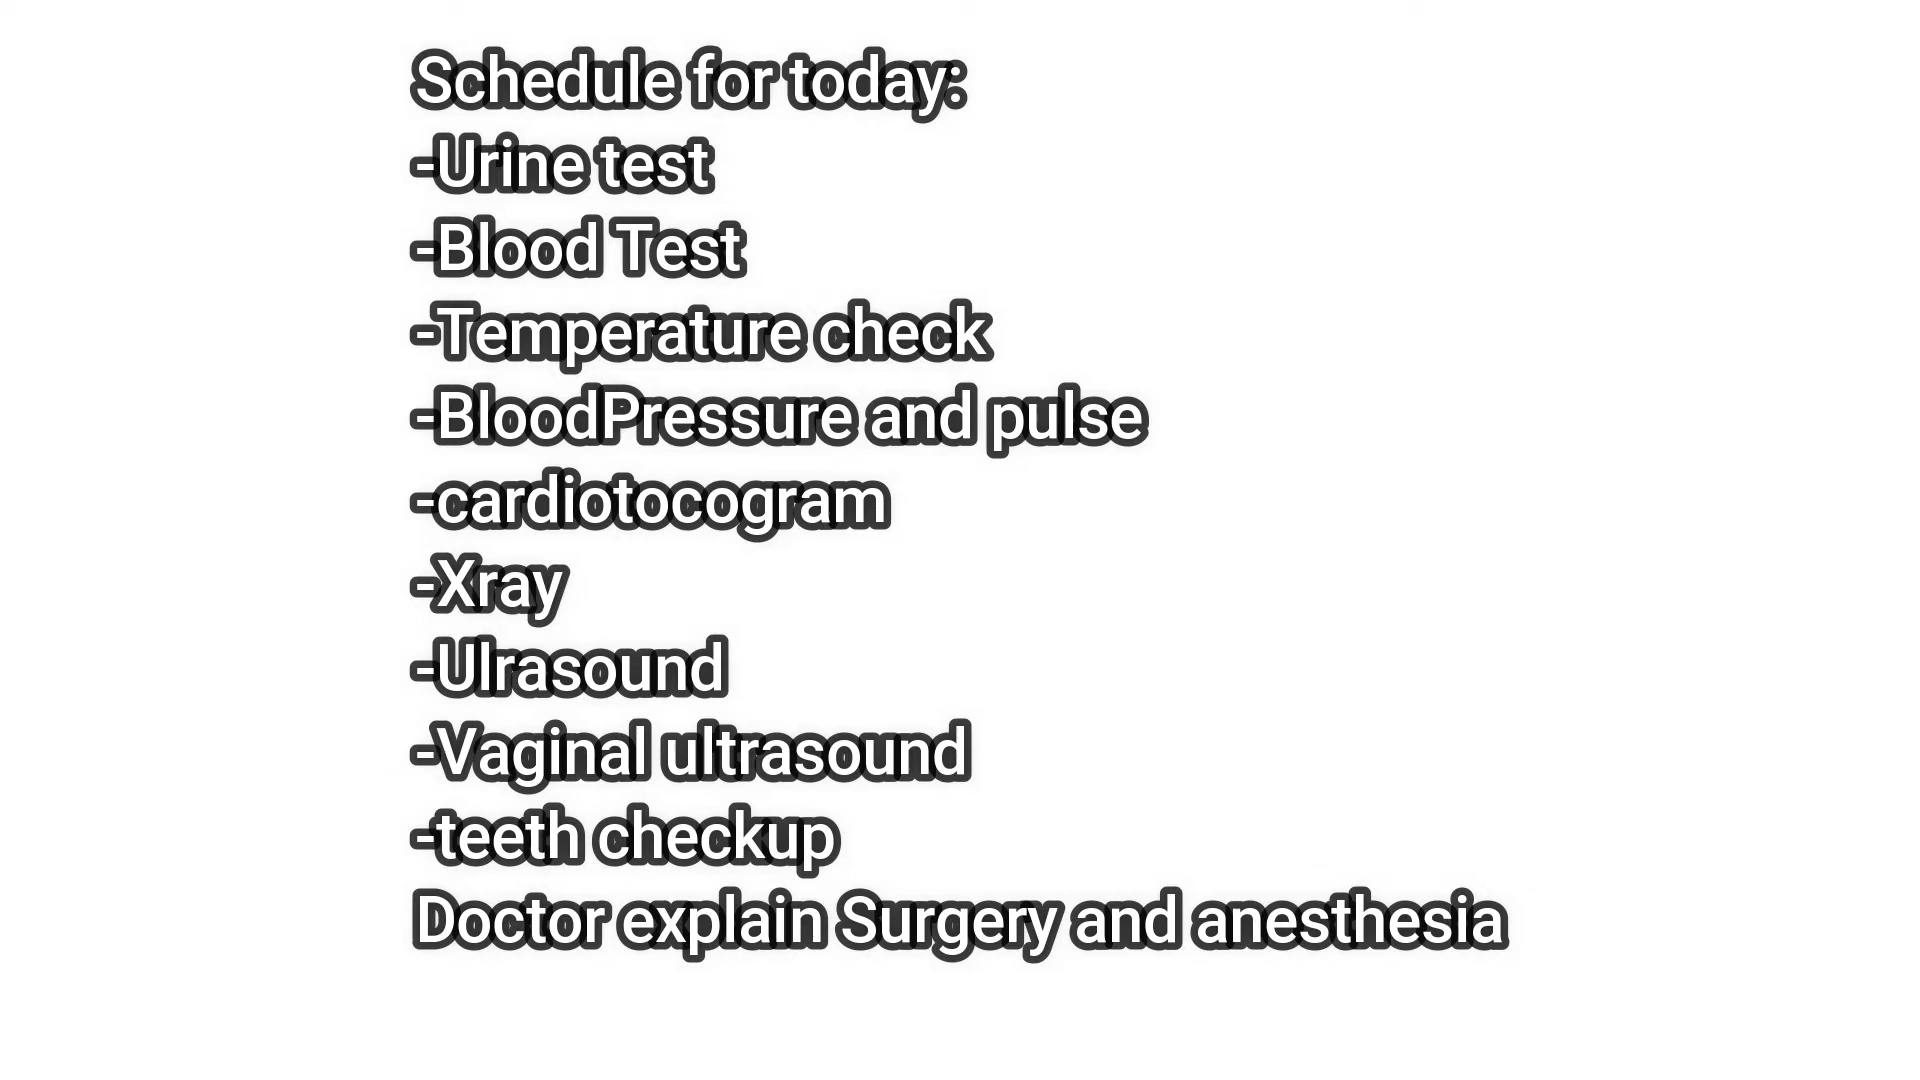 Schedule for today:
-Urine test
-Blood Test
-Temperature check
-BloodPressure and pulse
-cardiotocogram
-Xray
-Ulrasound
-Vaginal ultrasound
-teeth checkup
Doctor explain Surgery and anesthesia